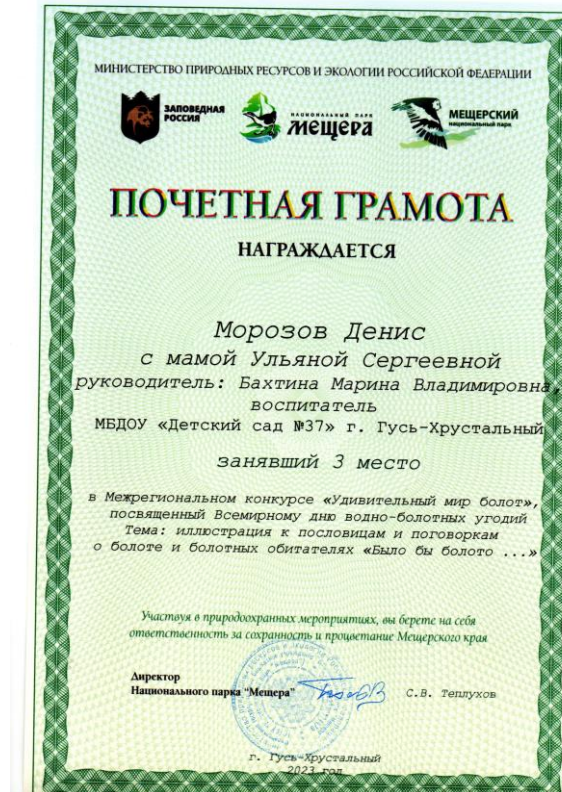 МИНИСТЕРСТВО ПРИРОДНЫХ РЕСУРСОВ И ЭКОЛОГИИ РОССИЙСКОЙ ФЕДЕРАЦИИ
ЗАПОВЕДНАЯ
РОССИЯ
НАЦИОНАЛЬНЫЙ ПАРК
мещера
МЕЩЕРСКИЙ
национальный парк
ПОЧЕТНАЯ ГРАМОТА
НАГРАЖДАЕТСЯ
Морозов Денис
с мамой Ульяной Сергеевной
руководитель: Бахтина Марина Владимировна,
воспитатель
МБДОУ «Детский сад №37» г. Гусь-Хрустальный
занявший 3 место
в Межрегиональном конкурсе «Удивительный мир болот»,
посвященный Всемирному дню водно-болотных угодий
Тема: иллюстрация к пословицам и поговоркам
о болоте и болотных обитателях «Было бы болото ...»
Участвуя в природоохранных мероприятиях, вы берете на себя
ответственность за сохранность и процветание Мещерского края
Директор
Национального парка "Мещера"
С.В. Теплухов
г. Гусь-Хрустальный
2023 год